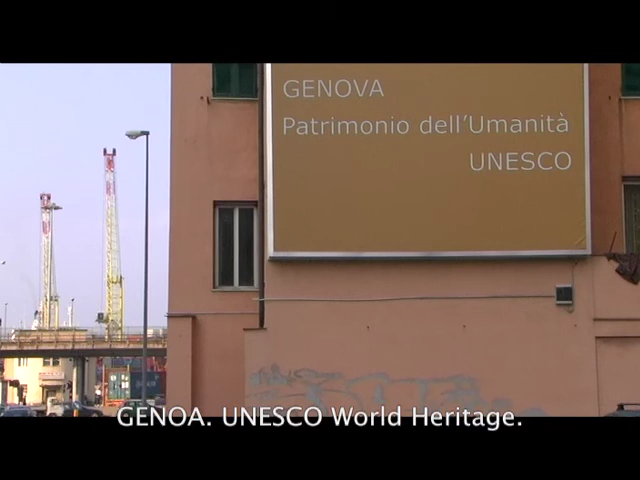 GENOVA
Patrimonio dell'Umanità
UNESCO
GENOA. UNESCO World Heritage.